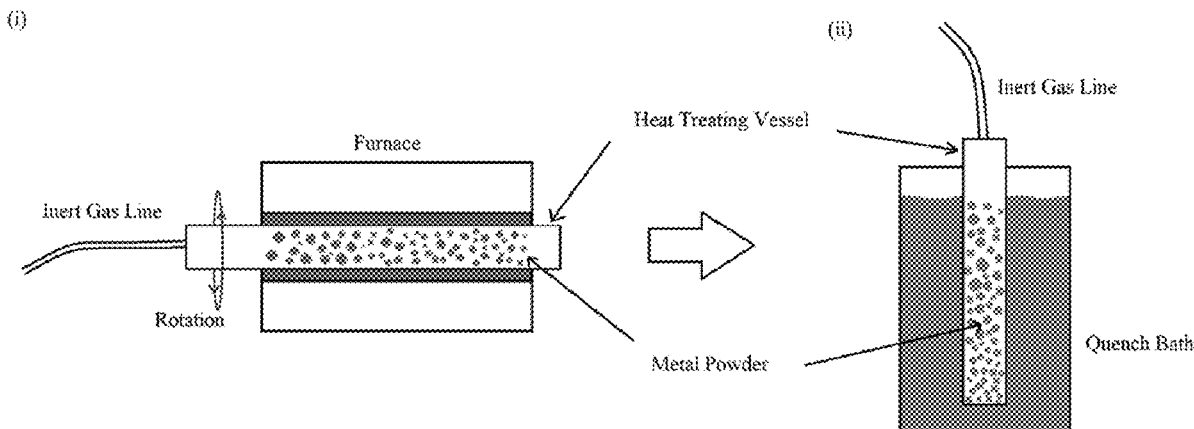 (i)
(ii)
Inert Gas Line
Heat Treating Vessel
Furnace
Inert Gas Line
Rotation
Metal Powder
Quench Bath